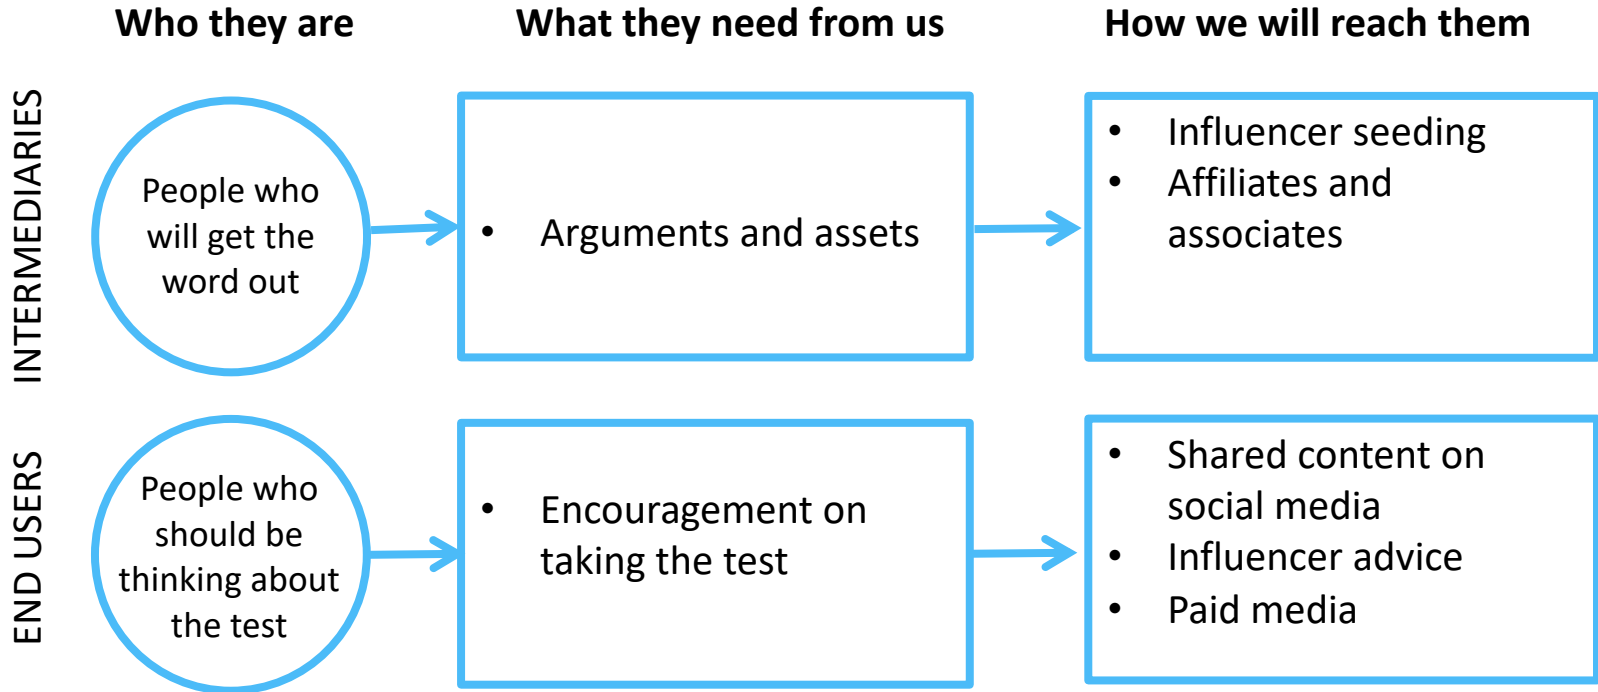 Who they are
What they need from us
How we will reach them
INTERMEDIARIES
People who
will get the
word out
• Arguments and assets
• Influencer seeding
• Affiliates and
associates
END USERS
People who
should be
thinking about
the test
• Encouragement on
taking the test
• Shared content on
social media
• Influencer advice
• Paid media